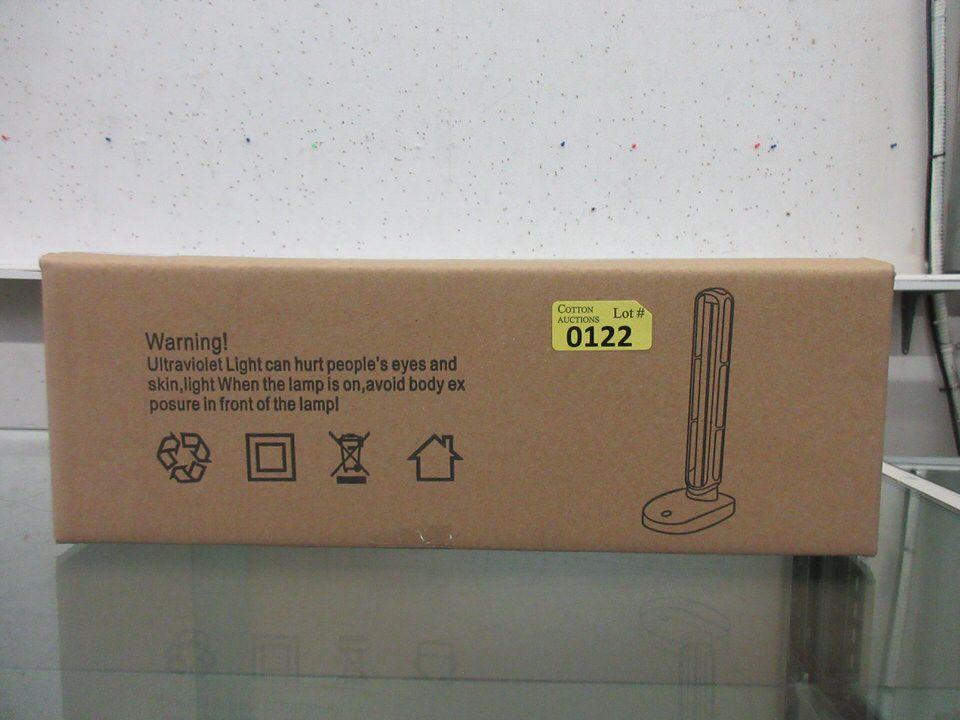 COTTON
AUCTIONS
Lot #
0122
Warning!
Ultraviolet Light can hurt people's eyes and
skin,light When the lamp is on,avoid body ex
posure in front of the lamp!